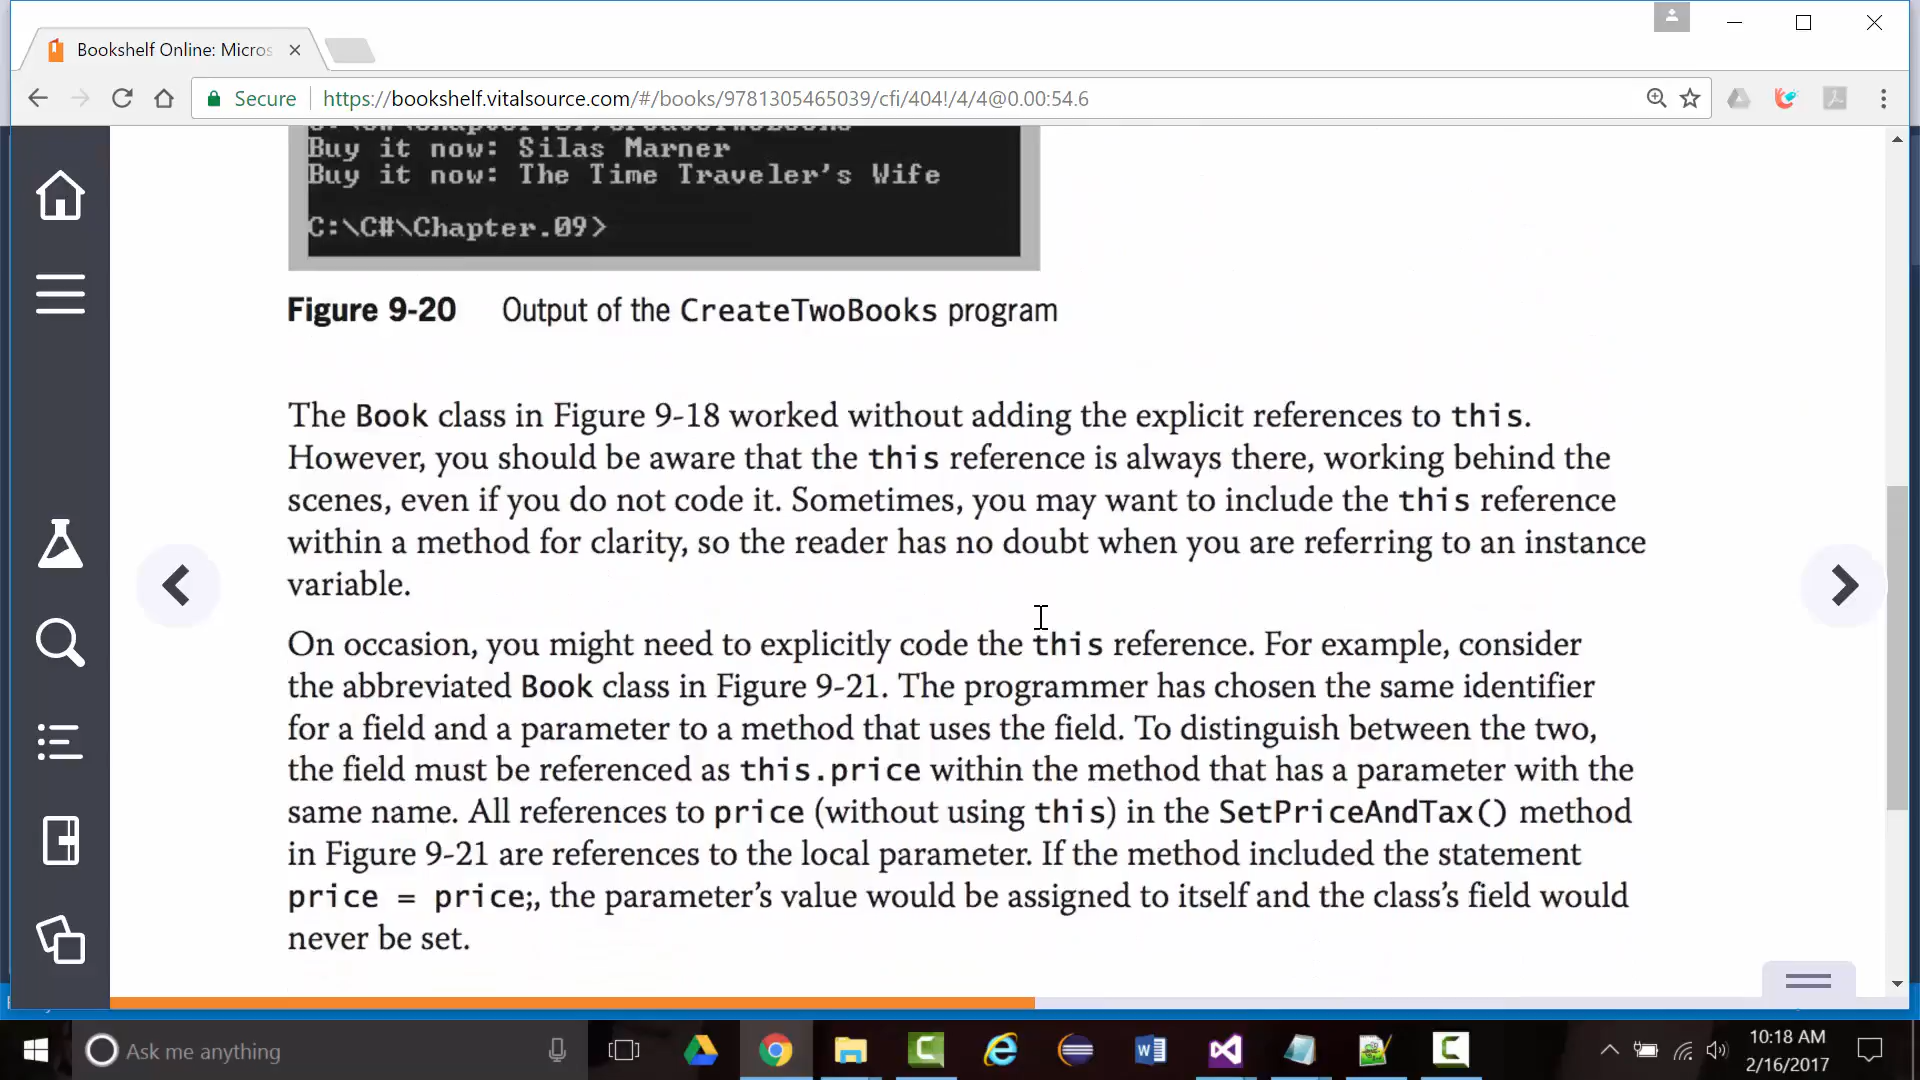 Bookshelf Online: Micros
Secure
https://bookshelf.vitalsource.com/#/books/9781305465039/cfi/404!/4/4@0.00:54.6
Buy it now: Silas Marner
Buy it now: The Time Traveler's Wife
C:\C#\Chapter.09>
Figure 9-20 Output of the CreateTwoBooks program
The Book class in Figure 9-18 worked without adding the explicit references to this.
However, you should be aware that the this reference is always there, working behind the
scenes, even if you do not code it. Sometimes, you may want to include the this reference
within a method for clarity, so the reader has no doubt when you are referring to an instance
variable.
On occasion, you might need to explicitly code the this reference. For example, consider
the abbreviated Book class in Figure 9-21. The programmer has chosen the same identifier
for a field and a parameter to a method that uses the field. To distinguish between the two,
the field must be referenced as this.price within the method that has a parameter with the
same name. All references to price (without using this) in the SetPriceAndTax() method
in Figure 9-21 are references to the local parameter. If the method included the statement
price = price;, the parameter's value would be assigned to itself and the class's field would
never be set.
Ask me anything
10:18 AM
2/16/2017